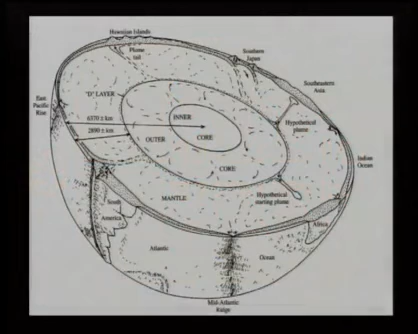 Hawaiian Islands
Plume
tail
Southern
Japan
Southeastern
Asia
"D" LAYER
East
Pacific
Rise
6370 ± km
2890 ± km
INNER
CORE
OUTER
CORE
Hypothetical
plume
Indian
Ocean
Hypothetical
starting plume
MANTLE
South
America
Africa
Atlantic
Ocean
Mid-Atlantic
Ridge